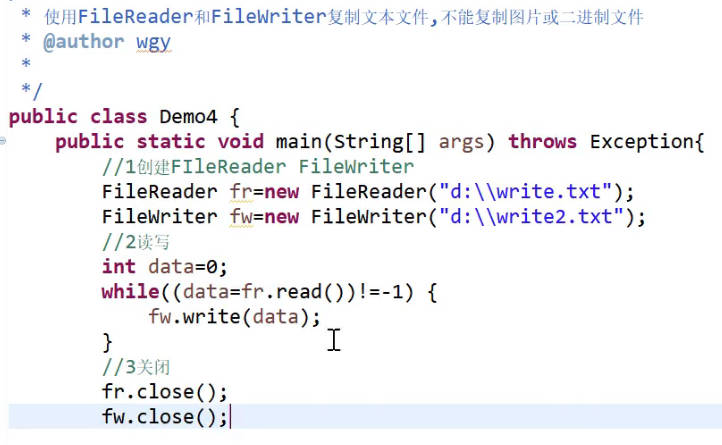 * 使用FileReader和FileWriter复制文本文件,不能复制图片或二进制文件
* @author wgy
*
*/
public class Demo4 {
public static void main(String[] args) throws Exception{
//1创建FIleReader FileWriter
FileReader fr=new FileReader("d:\\write.txt");
FileWriter fw=new FileWriter("d:\\write2.txt");
//2读写
int data=0;
while((data=fr.read())!=-1) {
fw.write(data);
}
//3关闭
fr.close();
fw.close();